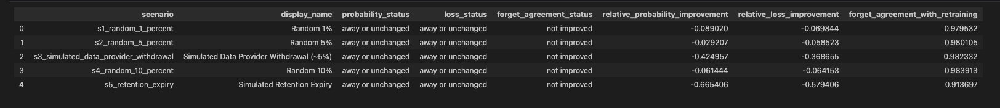 scenario display_name probability_status loss_status forget_agreement_status relative_probability_improvement relative_loss_improvement forget_agreement_with_retraining
0 s1_random_1_percent Random 1% away or unchanged away or unchanged not improved -0.089020 -0.069844 0.979532
1 s2_random_5_percent Random 5% away or unchanged away or unchanged not improved -0.029207 -0.058523 0.980105
2 s3_simulated_data_provider_withdrawal Simulated Data Provider Withdrawal (~5%) away or unchanged away or unchanged not improved -0.424957 -0.368655 0.982332
3 s4_random_10_percent Random 10% away or unchanged away or unchanged not improved -0.061444 -0.064153 0.983913
4 s5_retention_expiry Simulated Retention Expiry away or unchanged away or unchanged not improved -0.665406 -0.579406 0.913697